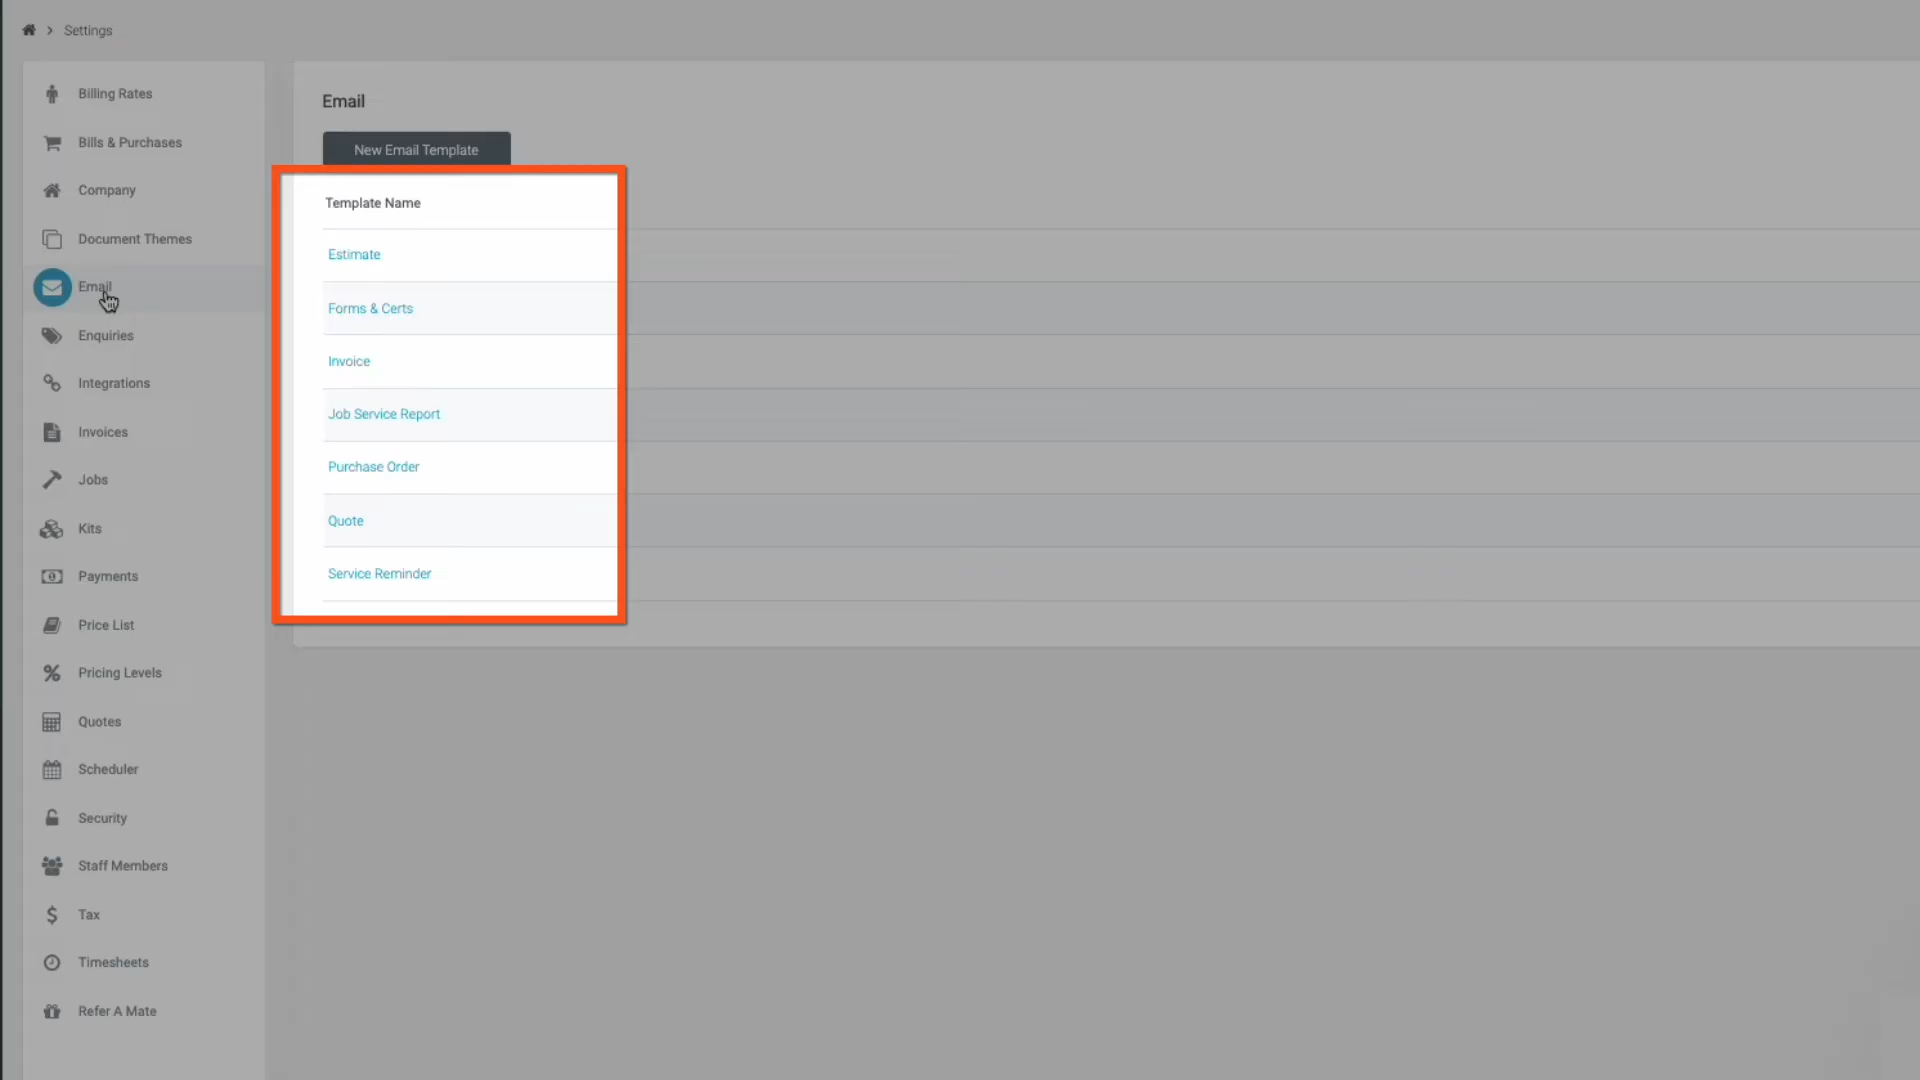 Settings
Billing Rates
Bills & Purchases
Company
Document Themes
Email
Enquiries
Integrations
Invoices
Jobs
Kits
Payments
Price List
Pricing Levels
Quotes
Scheduler
Security
Staff Members
Tax
Timesheets
Refer A Mate
Email
New Email Template
Template Name
Estimate
Forms & Certs
Invoice
Job Service Report
Purchase Order
Quote
Service Reminder